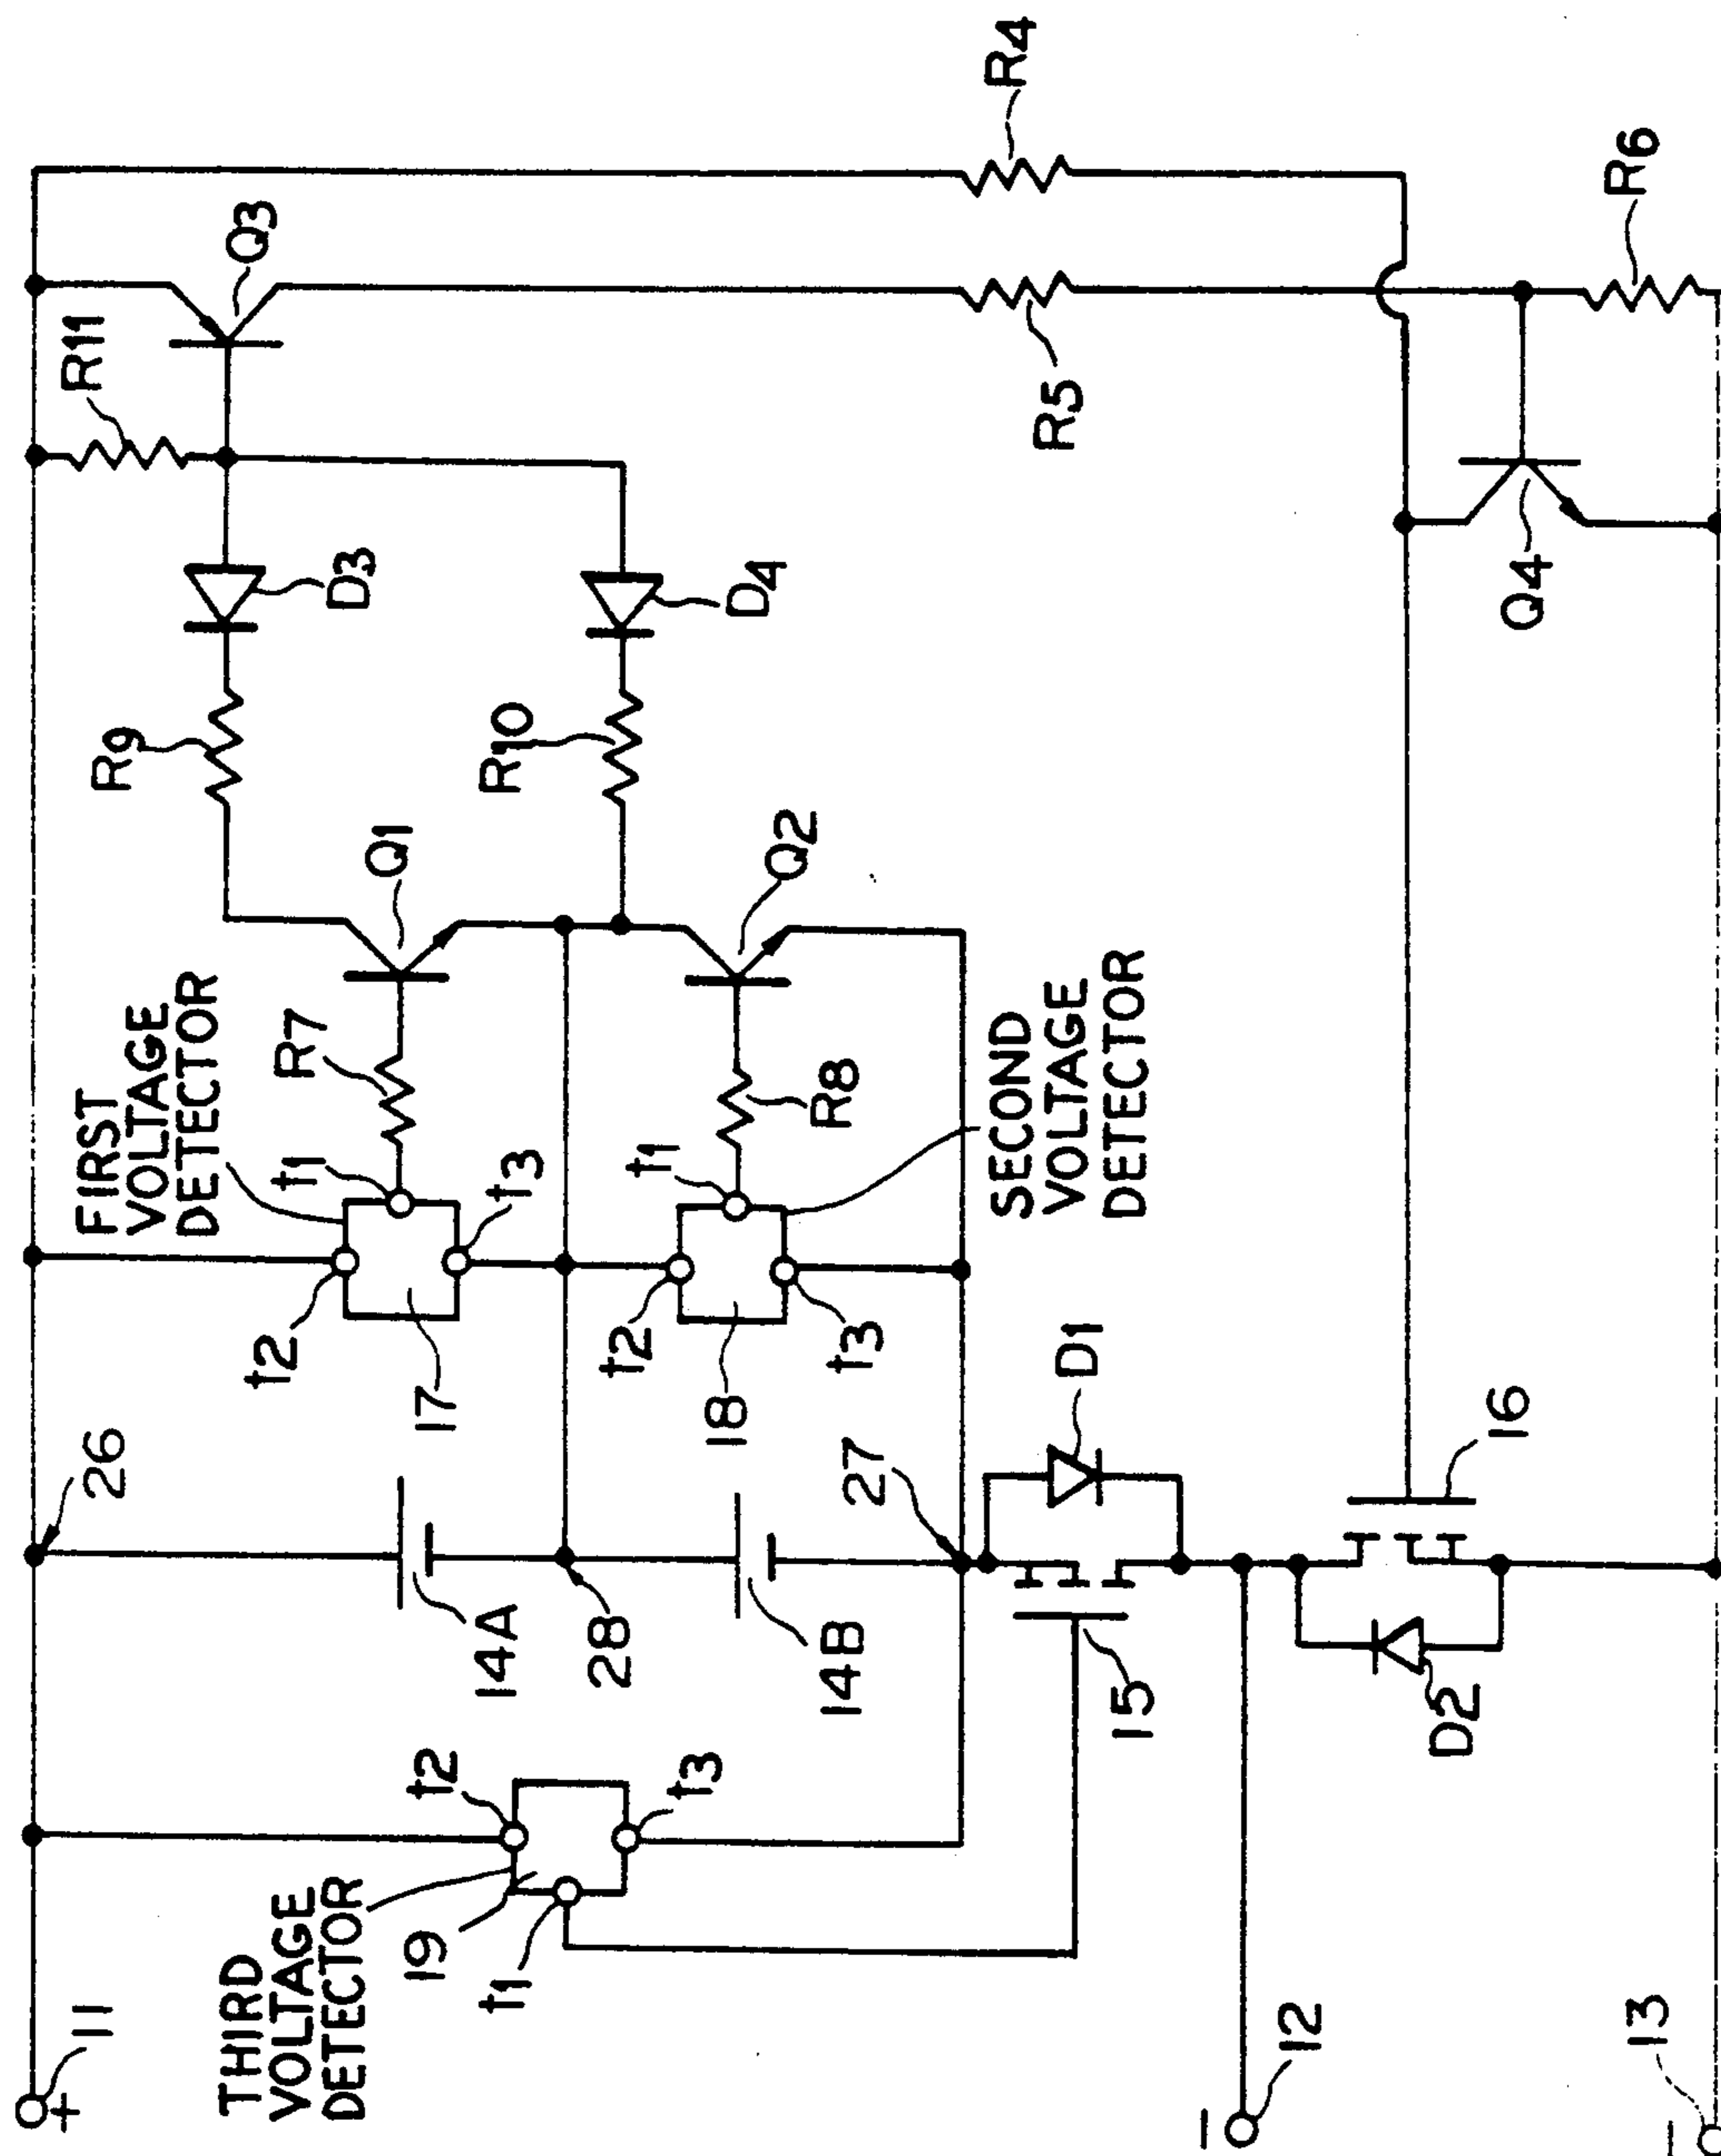 +
11
THIRD
VOLTAGE
DETECTOR
19
t1
t2
t3
26
14A
28
14B
27
15
D1
12
−
D2
16
13
−
FIRST
VOLTAGE
DETECTOR
t1
t2
t3
17
R7
Q1
18
t1
t2
t3
R8
Q2
SECOND
VOLTAGE
DETECTOR
R9
R10
D3
D4
R11
Q3
R4
R5
R6
Q4